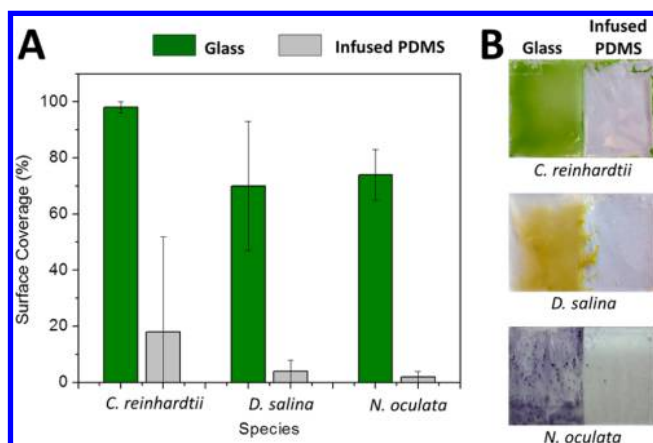 A
Glass
Infused PDMS
Surface Coverage (%)
100
80
60
40
20
0
C. reinhardtii
D. salina
N. oculata
Species
B
Glass
Infused
PDMS
C. reinhardtii
D. salina
N. oculata